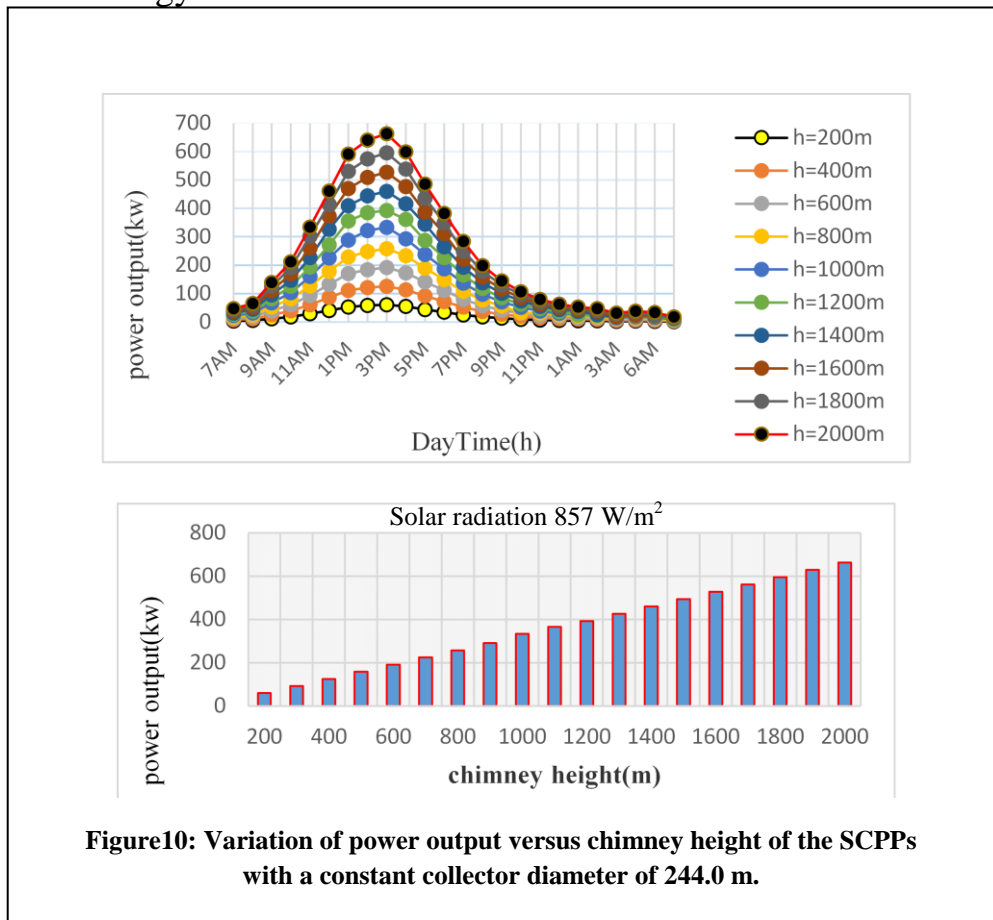 700
600
500
400
300
200
100
0
power output(kw)
7AM 9AM 11AM 1PM 3PM 5PM 7PM 9PM 11PM 1AM 3AM 6AM
DayTime(h)
h=200m
h=400m
h=600m
h=800m
h=1000m
h=1200m
h=1400m
h=1600m
h=1800m
h=2000m
Solar radiation 857 W/m²
800
600
400
200
0
power output(kw)
200 400 600 800 1000 1200 1400 1600 1800 2000
chimney height(m)
Figure10: Variation of power output versus chimney height of the SCPPs
with a constant collector diameter of 244.0 m.